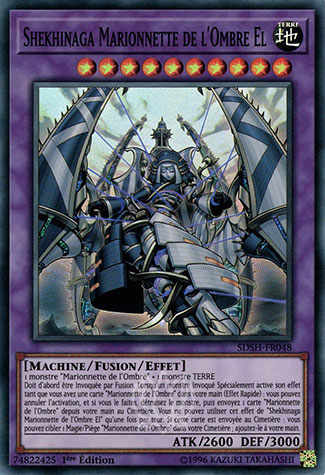 Shekhinaga Marionnette de l'Ombre El
TERRE
地
SDSH-FR048
[Machine/Fusion/Effet]
1 monstre "Marionnette de l'Ombre" + 1 monstre TERRE
Doit d'abord être Invoquée par Fusion. Lorsqu'un monstre Invoqué Spécialement active son effet
tant que vous avez une carte "Marionnette de l'Ombre" dans votre main (Effet Rapide) : vous pouvez
annuler l'activation, et si vous le faites, détruisez le monstre, puis envoyez 1 carte "Marionnette
de l'Ombre" depuis votre main au Cimetière. Vous ne pouvez utiliser cet effet de "Shekhinaga
Marionnette de l'Ombre El" qu'une fois par tour. Si cette carte est envoyée au Cimetière : vous
pouvez cibler 1 Magie/Piège "Marionnette de l'Ombre" dans votre Cimetière ; ajoutez-le à votre main.
ATK/2600 DEF/3000
74822425 1ère Edition ©1996 KAZUKI TAKAHASHI